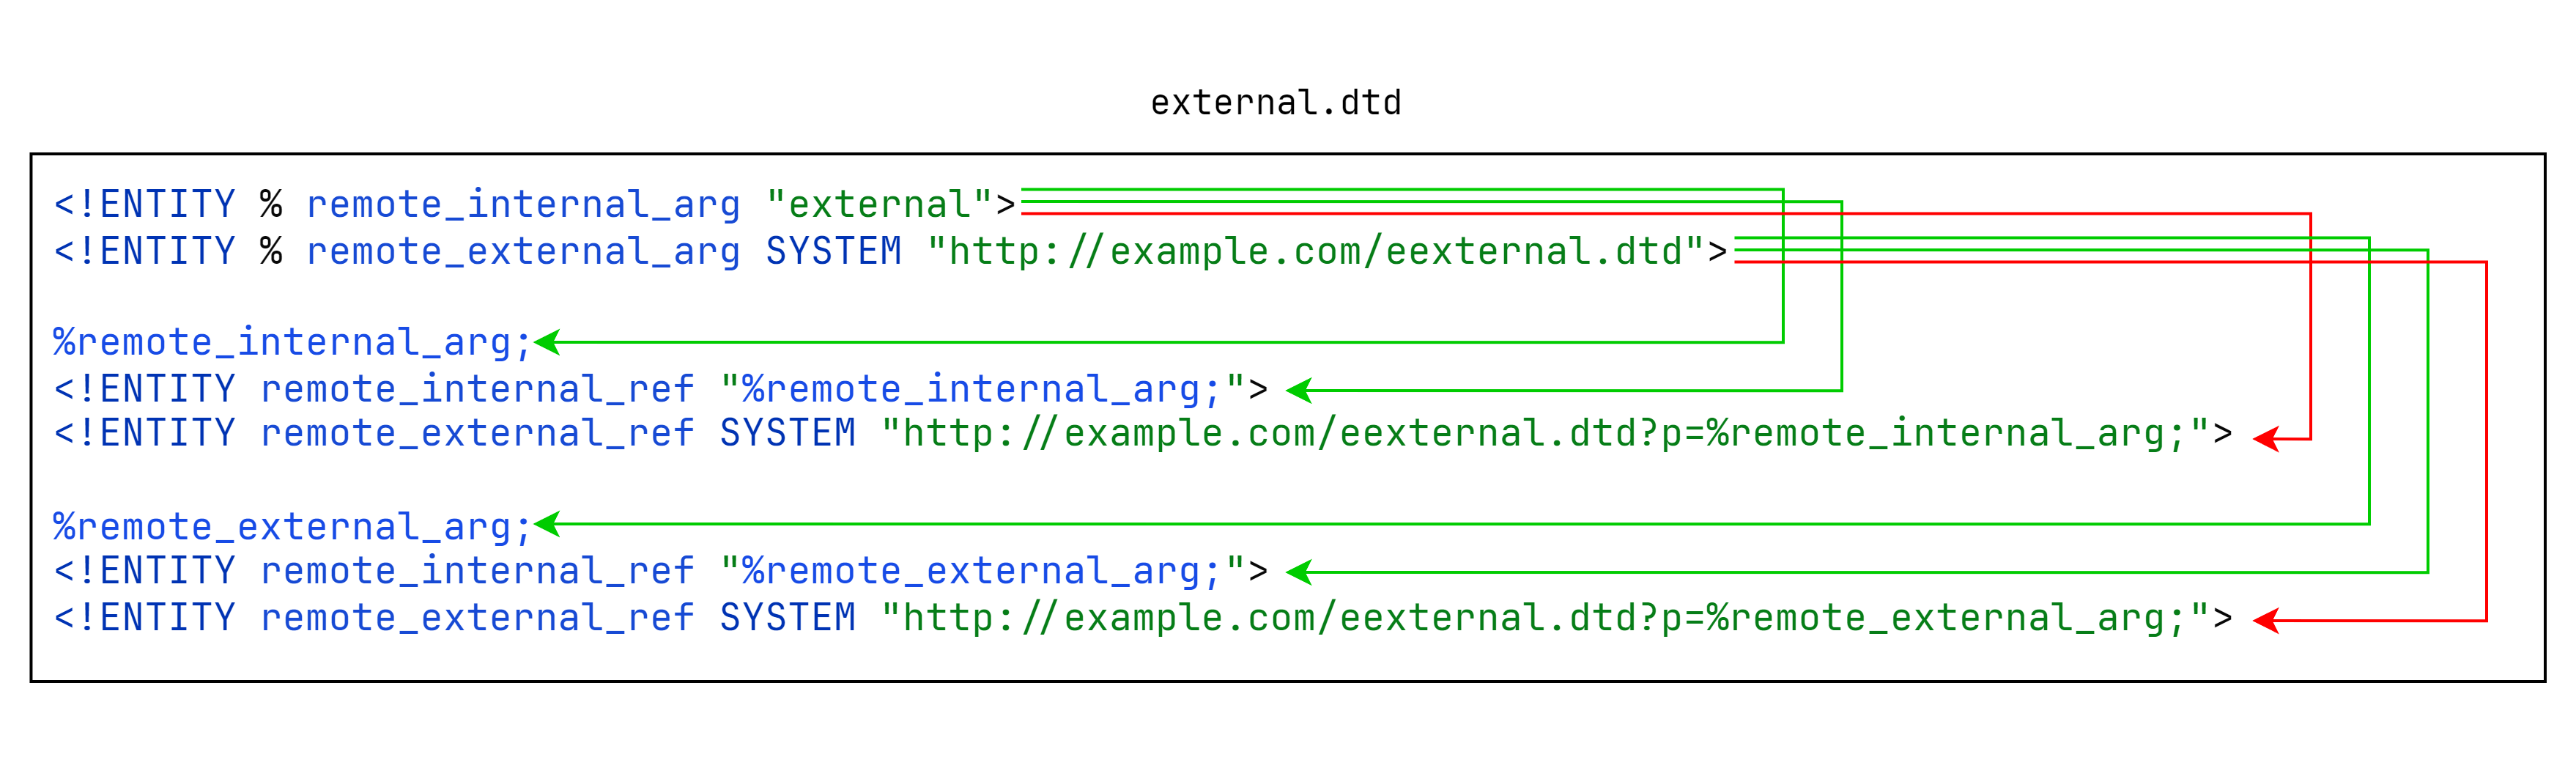 external.dtd
<!ENTITY % remote_internal_arg "external">
<!ENTITY % remote_external_arg SYSTEM "http://example.com/eexternal.dtd">
%remote_internal_arg;
<!ENTITY remote_internal_ref "%remote_internal_arg;">
<!ENTITY remote_external_ref SYSTEM "http://example.com/eexternal.dtd?p=%remote_internal_arg;">
%remote_external_arg;
<!ENTITY remote_internal_ref "%remote_external_arg;">
<!ENTITY remote_external_ref SYSTEM "http://example.com/eexternal.dtd?p=%remote_external_arg;">